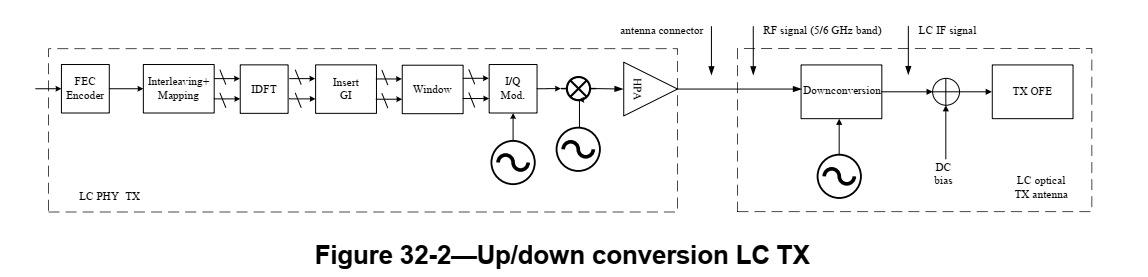 antenna connector
RF signal (5/6 GHz band)
LC IF signal
FEC
Encoder
Interleaving+
Mapping
IDFT
Insert
GI
Window
I/Q
Mod.
HPA
Downconversion
TX OFE
DC
bias
LC PHY TX
LC optical
TX antenna
Figure 32-2—Up/down conversion LC TX